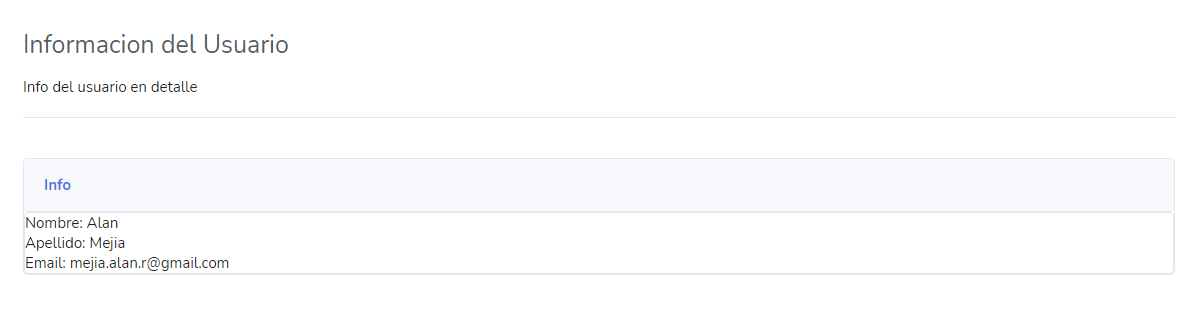 Informacion del Usuario
Info del usuario en detalle
Info
Nombre: Alan
Apellido: Mejia
Email: mejia.alan.r@gmail.com